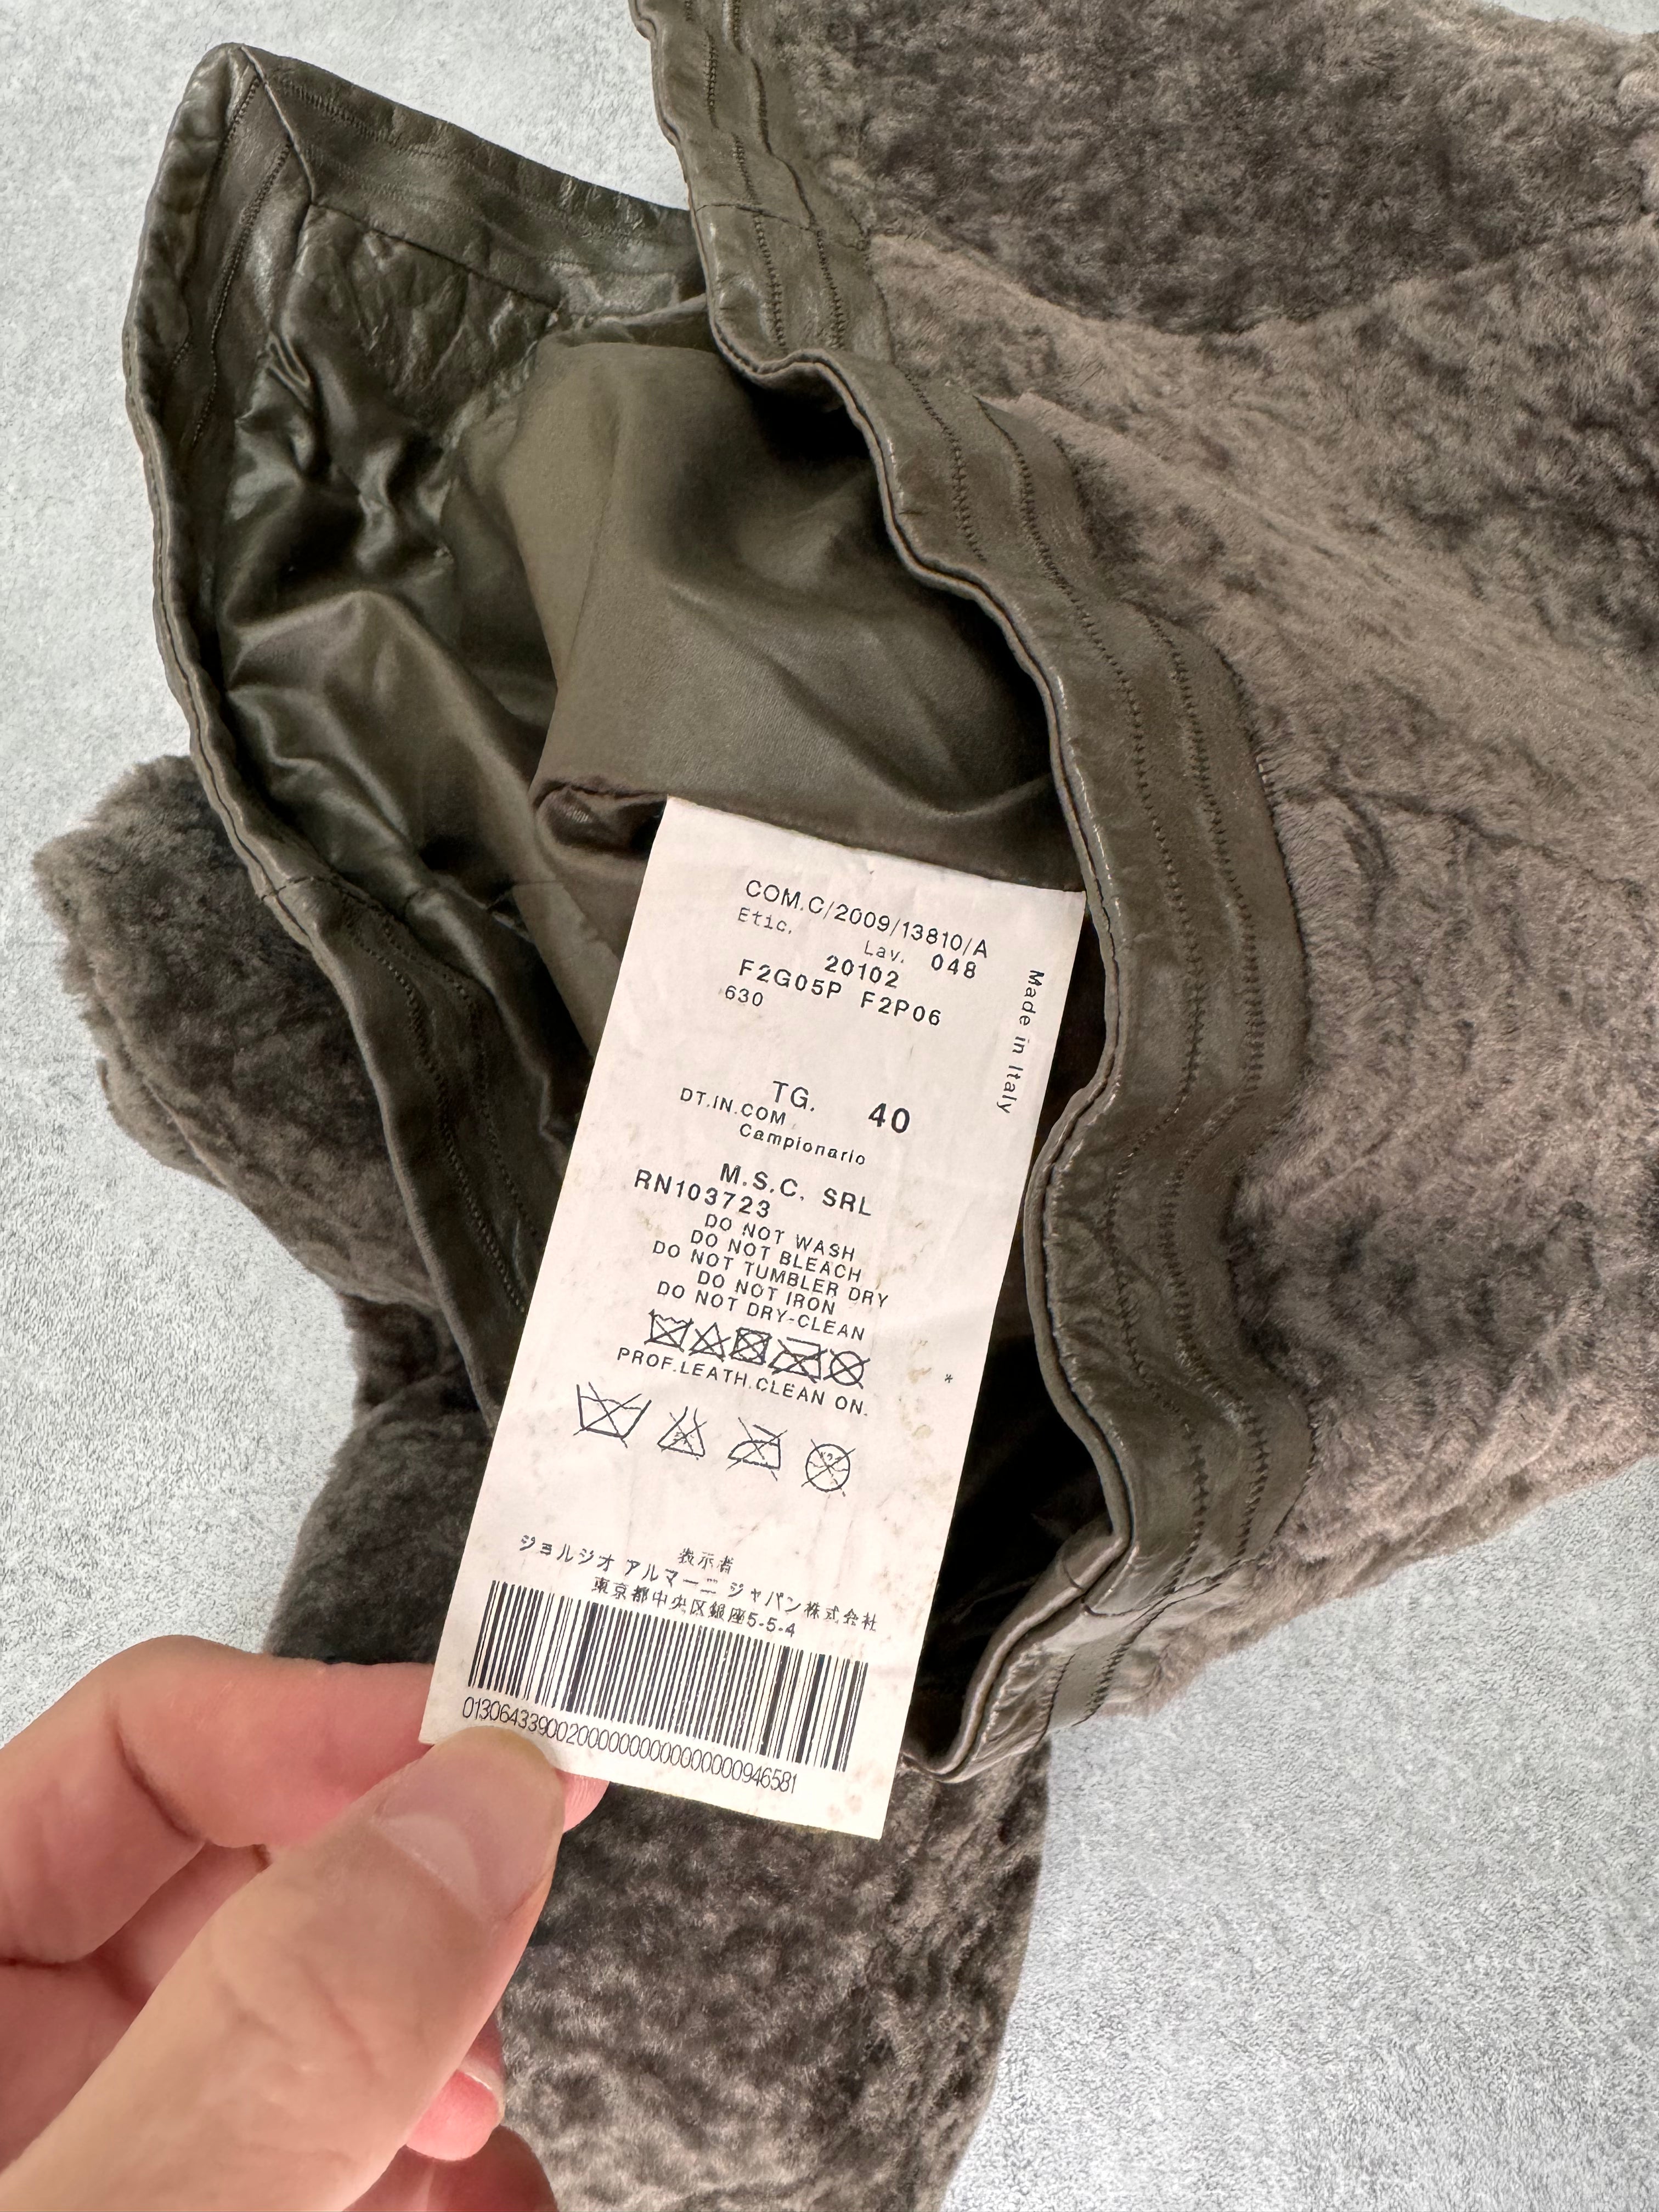 COM.C/2009/13810/A
Etic. Lav. 048
20102
F2G05P F2P06
630
Made in Italy
TG. 40
DT.IN.COM
Campionario
M.S.C. SRL
RN103723
DO NOT WASH
DO NOT BLEACH
DO NOT TUMBLER DRY
DO NOT IRON
DO NOT DRY-CLEAN
PROF.LEATH.CLEAN ON.
*
表示者
ジョルジオ アルマーニ ジャパン株式会社
東京都中央区銀座5-5-4